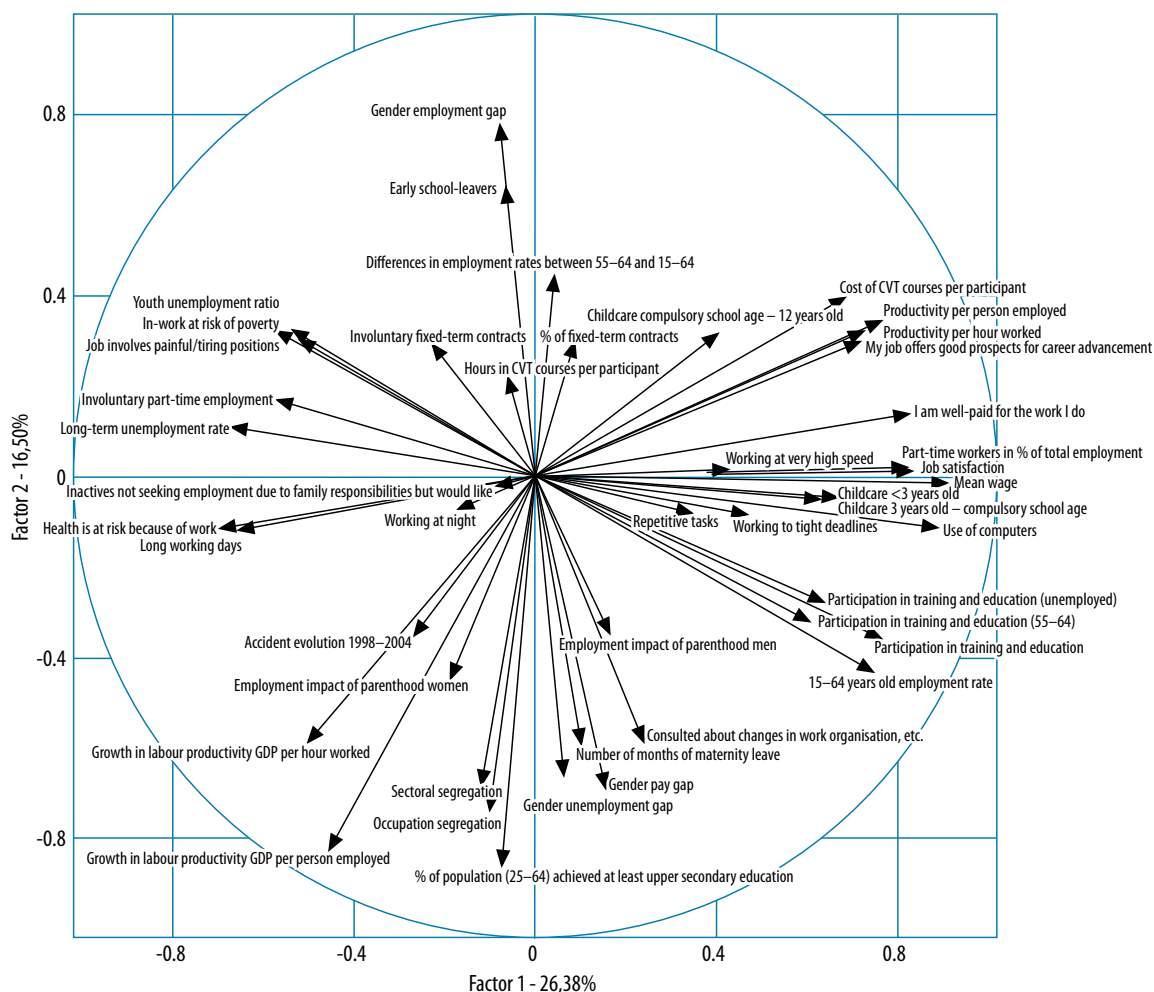 0.8
Gender employment gap
Early school-leavers
Differences in employment rates between 55–64 and 15–64
0.4
Youth unemployment ratio
In-work at risk of poverty
Job involves painful/tiring positions
Involuntary fixed-term contracts
% of fixed-term contracts
Hours in CVT courses per participant
Childcare compulsory school age – 12 years old
Cost of CVT courses per participant
Productivity per person employed
Productivity per hour worked
My job offers good prospects for career advancement
Involuntary part-time employment
Long-term unemployment rate
I am well-paid for the work I do
Working at very high speed
Part-time workers in % of total employment
Job satisfaction
Mean wage
0
Inactives not seeking employment due to family responsibilities but would like
Childcare <3 years old
Childcare 3 years old – compulsory school age
Health is at risk because of work
Long working days
Working at night
Repetitive tasks
Working to tight deadlines
Use of computers
Participation in training and education (unemployed)
Participation in training and education (55–64)
Participation in training and education
15–64 years old employment rate
Accident evolution 1998–2004
Employment impact of parenthood men
-0.4
Employment impact of parenthood women
Growth in labour productivity GDP per hour worked
Consulted about changes in work organisation, etc.
Number of months of maternity leave
Gender pay gap
Gender unemployment gap
Sectoral segregation
Occupation segregation
-0.8
Growth in labour productivity GDP per person employed
% of population (25–64) achieved at least upper secondary education
-0.8
-0.4
0
0.4
0.8
Factor 1 - 26,38%
Factor 2 - 16,50%